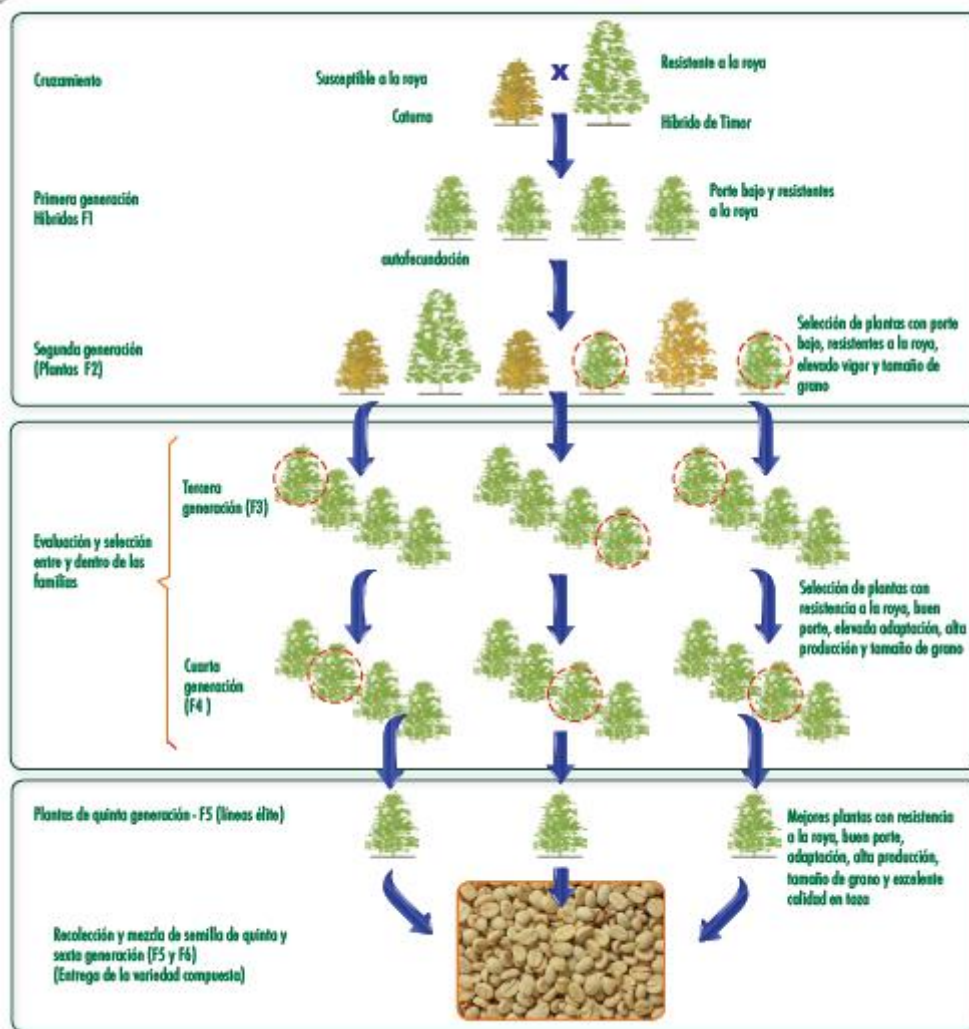 Cruzamiento
Susceptible a la roya
x
Resistente a la roya
Caturra
Híbrido de Timor
Primera generación
Híbridos F1
Porte bajo y resistentes
a la roya
autofecundación
Segunda generación
(Plantas F2)
Selección de plantas con porte
bajo, resistentes a la roya,
elevado vigor y tamaño de
grano
Tercera
generación (F3)
Evaluación y selección
entre y dentro de las
familias
Selección de plantas con
resistencia a la roya, buen
porte, elevada adaptación, alta
producción y tamaño de grano
Cuarta
generación
(F4 )
Plantas de quinta generación - F5 (líneas élite)
Mejores plantas con resistencia
a la roya, buen porte,
adaptación, alta producción,
tamaño de grano y excelente
calidad en taza
Recolección y mezcla de semilla de quinta y
sexta generación (F5 y F6)
(Entrega de la variedad compuesta)